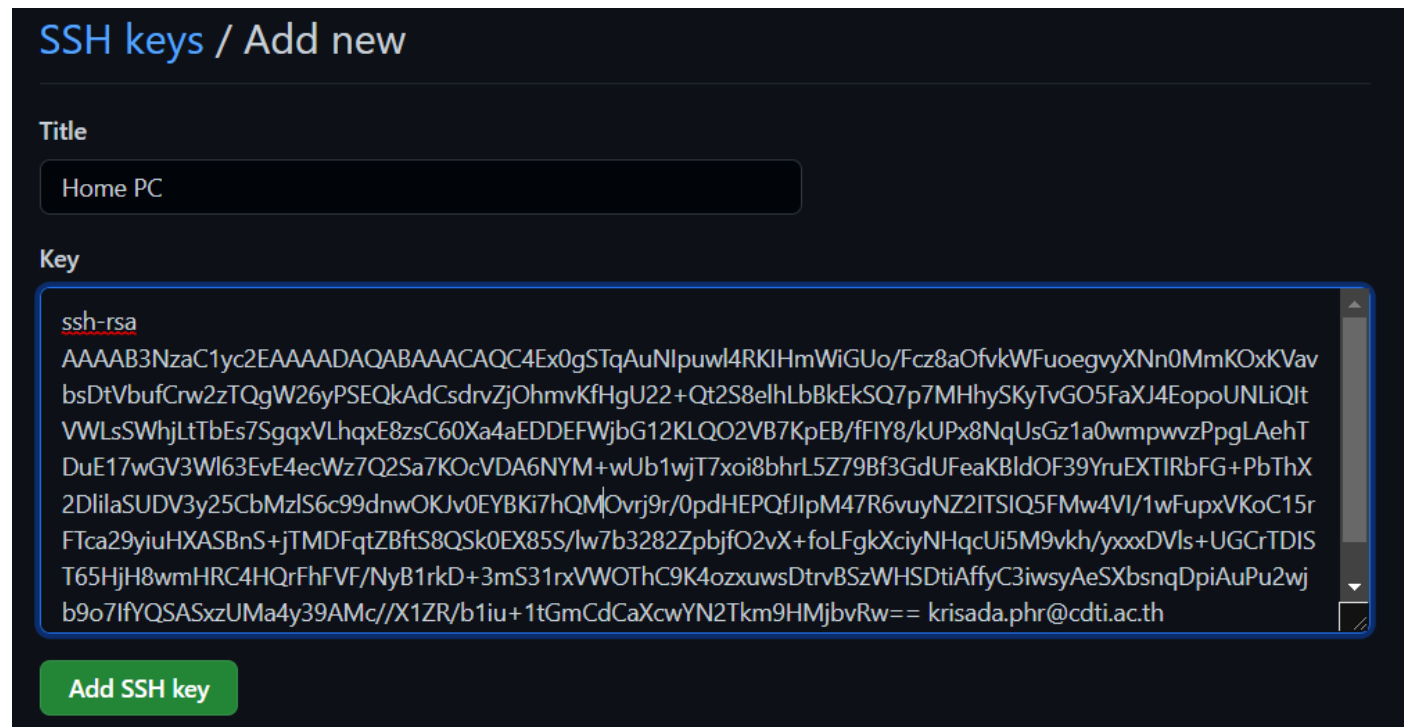 SSH keys / Add new
Title
Home PC
Key
ssh-rsa
AAAAB3NzaC1yc2EAAAADAQABAAACAQC4Ex0gSTqAuNIpuwl4RKIHmWiGUo/Fcz8aOfvkWFuoegvyXNn0MmKOxKVav
bsDtVbufCrw2zTQgW26yPSEQkAdCsdrvZjOhmvKfHgU22+Qt2S8elhLbBkEkSQ7p7MHhySKyTvGO5FaXJ4EopoUNLiQIt
VWLsSWhjLtTbEs7SgqxVLhqxE8zsC60Xa4aEDDEFWjbG12KLQO2VB7KpEB/fFIY8/kUPx8NqUsGz1a0wmpwvzPpgLAehT
DuE17wGV3Wl63EvE4ecWz7Q2Sa7KOcVDA6NYM+wUb1wjT7xoi8bhrL5Z79Bf3GdUFeaKBldOF39YruEXTIRbFG+PbThX
2DlilaSUDV3y25CbMzlS6c99dnwOKJv0EYBKi7hQMOvrj9r/0pdHEPQfJIpM47R6vuyNZ2ITSIQ5FMw4VI/1wFupxVKoC15r
FTca29yiuHXASBnS+jTMDFqtZBftS8QSk0EX85S/lw7b3282ZpbjfO2vX+foLFgkXciyNHqcUi5M9vkh/yxxxDVls+UGCrTDIS
T65HjH8wmHRC4HQrFhFVF/NyB1rkD+3mS31rxVWOThC9K4ozxuwsDtrvBSzWHSDtiAffyC3iwsyAeSXbsnqDpiAuPu2wj
b9o7IfYQSASxzUMa4y39AMc//X1ZR/b1iu+1tGmCdCaXcwYN2Tkm9HMjbvRw== krisada.phr@cdti.ac.th
Add SSH key